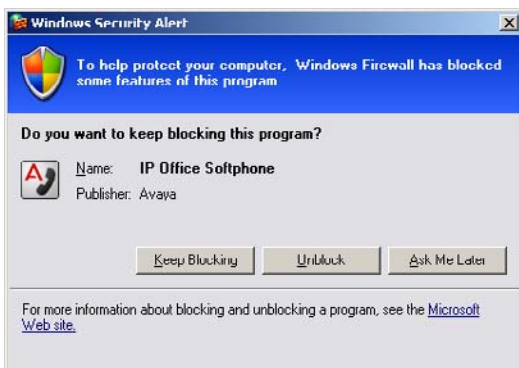 Windows Security Alert
To help protect your computer, Windows Firewall has blocked
some features of this program
Do you want to keep blocking this program?
Name: IP Office Softphone
Publisher: Avaya
Keep Blocking Unblock Ask Me Later
For more information about blocking and unblocking a program, see the Microsoft
Web site.